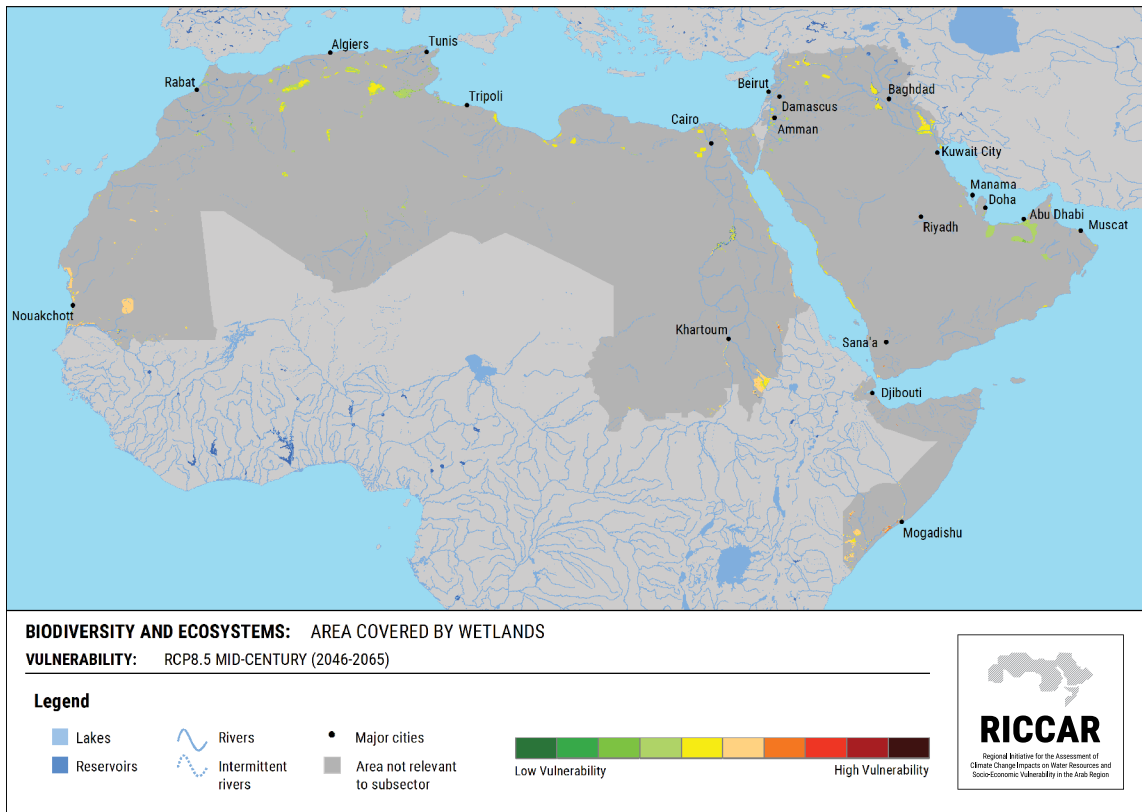 Algiers
Tunis
Rabat
Tripoli
Beirut
Damascus
Amman
Baghdad
Cairo
Kuwait City
Manama
Doha
Abu Dhabi
Muscat
Riyadh
Nouakchott
Khartoum
Sana'a
Djibouti
Mogadishu
BIODIVERSITY AND ECOSYSTEMS: AREA COVERED BY WETLANDS
VULNERABILITY: RCP8.5 MID-CENTURY (2046-2065)
Legend
Lakes
Reservoirs
Rivers
Intermittent
rivers
Major cities
Area not relevant
to subsector
Low Vulnerability
High Vulnerability
RICCAR
Regional Initiative for the Assessment of
Climate Change Impacts on Water Resources and
Socio-Economic Vulnerability in the Arab Region